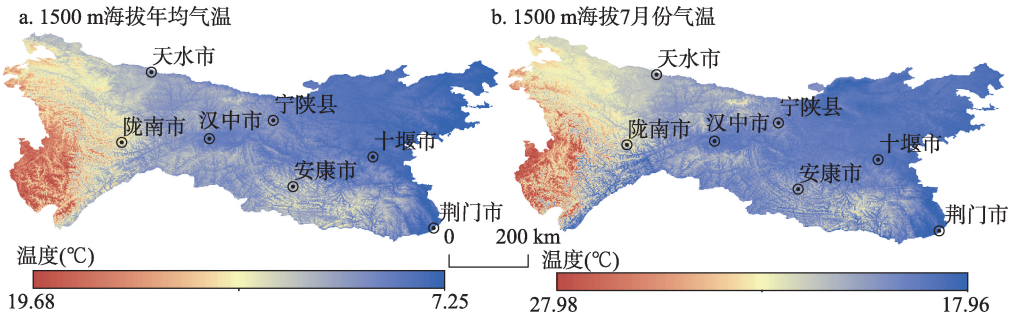 a. 1500 m海拔年均气温
天水市
陇南市
汉中市
宁陕县
十堰市
安康市
荆门市
0 200 km
温度(℃)
19.68 7.25
b. 1500 m海拔7月份气温
天水市
陇南市
汉中市
宁陕县
十堰市
安康市
荆门市
温度(℃)
27.98 17.96